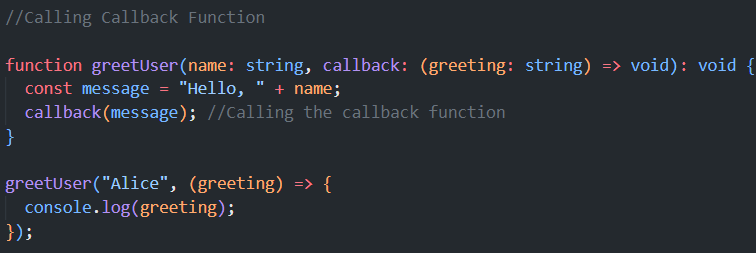 //Calling Callback Function
function greetUser(name: string, callback: (greeting: string) => void): void {
const message = "Hello, " + name;
callback(message); //Calling the callback function
}
greetUser("Alice", (greeting) => {
console.log(greeting);
});